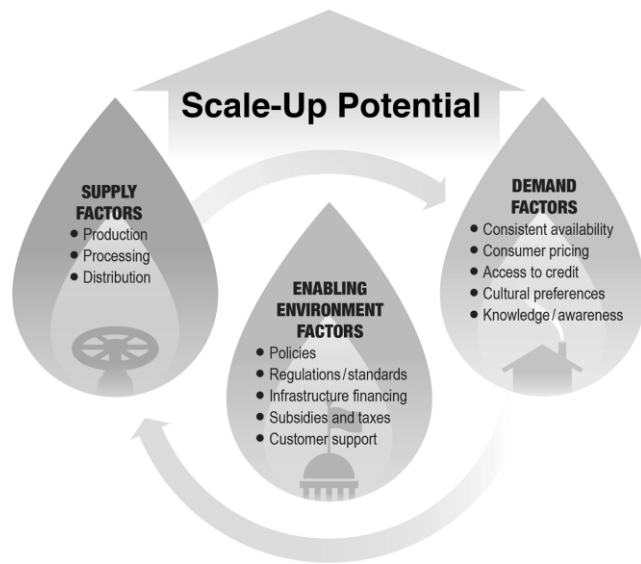 Scale-Up Potential
SUPPLY
FACTORS
• Production
• Processing
• Distribution
ENABLING
ENVIRONMENT
FACTORS
• Policies
• Regulations/standards
• Infrastructure financing
• Subsidies and taxes
• Customer support
DEMAND
FACTORS
• Consistent availability
• Consumer pricing
• Access to credit
• Cultural preferences
• Knowledge/awareness